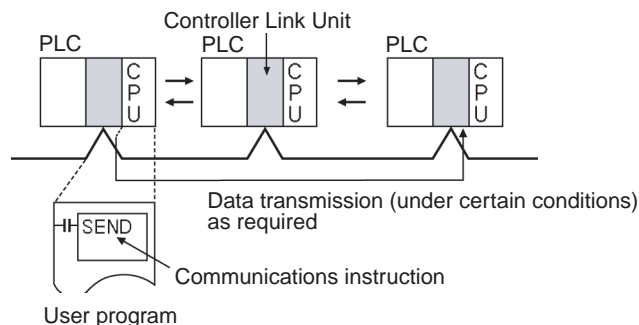 Controller Link Unit
PLC
PLC
PLC
C
P
U
C
P
U
C
P
U
Data transmission (under certain conditions)
as required
SEND
Communications instruction
User program